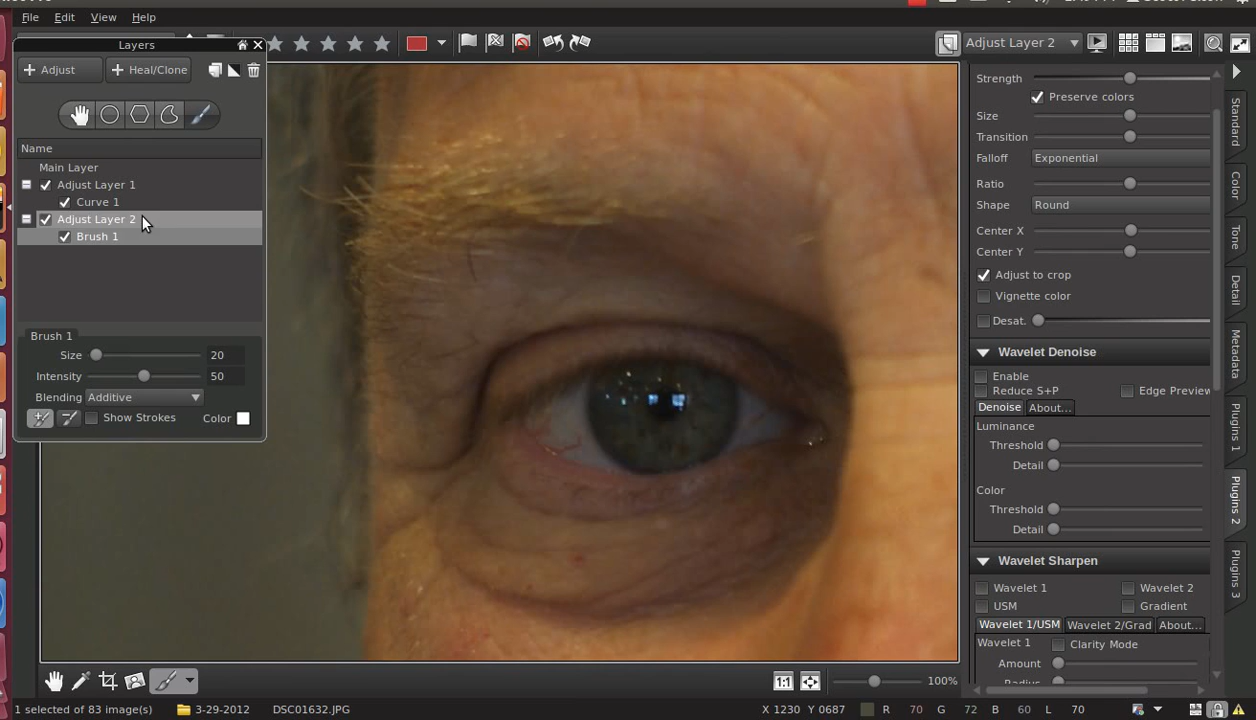 File Edit View Help
Layers
Adjust Layer 2
+ Adjust + Heal/Clone
Name
Main Layer
Adjust Layer 1
Curve 1
Adjust Layer 2
Brush 1
Brush 1
Size 20
Intensity 50
Blending Additive
Show Strokes Color
Strength
Preserve colors
Size
Transition
Falloff Exponential
Ratio
Shape Round
Center X
Center Y
Adjust to crop
Vignette color
Desat.
Wavelet Denoise
Enable
Reduce S+P Edge Preview
Denoise About...
Luminance
Threshold
Detail
Color
Threshold
Detail
Wavelet Sharpen
Wavelet 1 Wavelet 2
USM Gradient
Wavelet 1/USM Wavelet 2/Grad About...
Wavelet 1 Clarity Mode
Amount
Radius
Standard
Color
Tone
Detail
Metadata
Plugins 1
Plugins 2
Plugins 3
1:1 100%
1 selected of 83 image(s) 3-29-2012 DSC01632.JPG X 1230 Y 0687 R 70 G 72 B 60 L 70